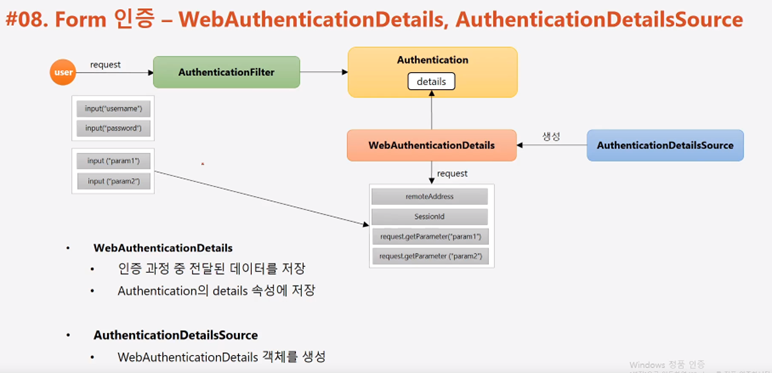 #08. Form 인증 – WebAuthenticationDetails, AuthenticationDetailsSource
user
request
AuthenticationFilter
Authentication
details
input("username")
input("password")
input ("param1")
input ("param2")
WebAuthenticationDetails
생성
AuthenticationDetailsSource
request
remoteAddress
SessionId
request.getParameter("param1")
request.getParameter ("param2")
• WebAuthenticationDetails
• 인증 과정 중 전달된 데이터를 저장
• Authentication의 details 속성에 저장
• AuthenticationDetailsSource
• WebAuthenticationDetails 객체를 생성
Windows 정품 인증